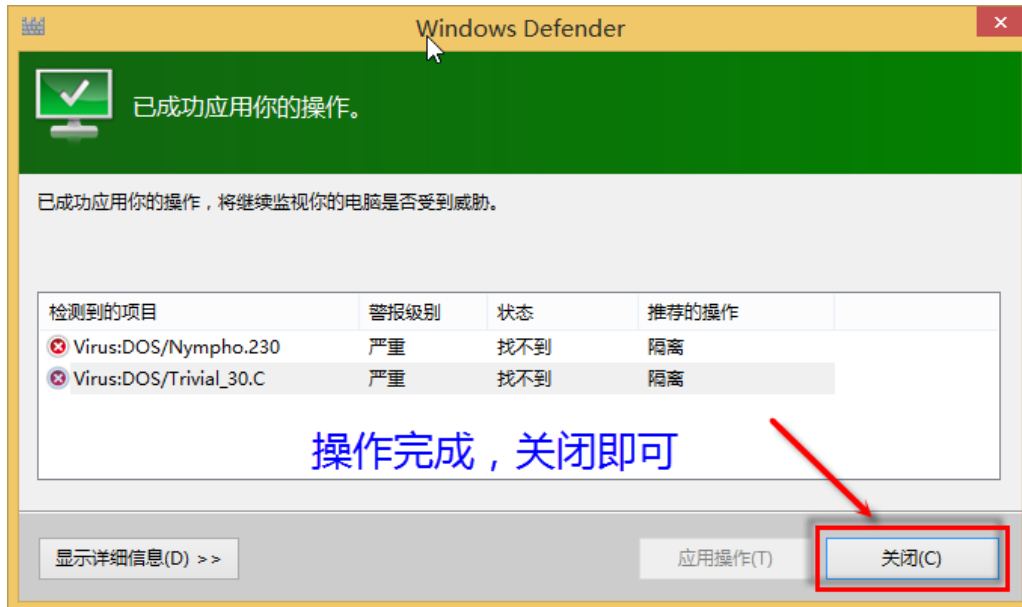 Windows Defender
已成功应用你的操作。
已成功应用你的操作，将继续监视你的电脑是否受到威胁。
检测到的项目 警报级别 状态 推荐的操作
Virus:DOS/Nympho.230 严重 找不到 隔离
Virus:DOS/Trivial_30.C 严重 找不到 隔离
操作完成，关闭即可
显示详细信息(D) >> 应用操作(T) 关闭(C)